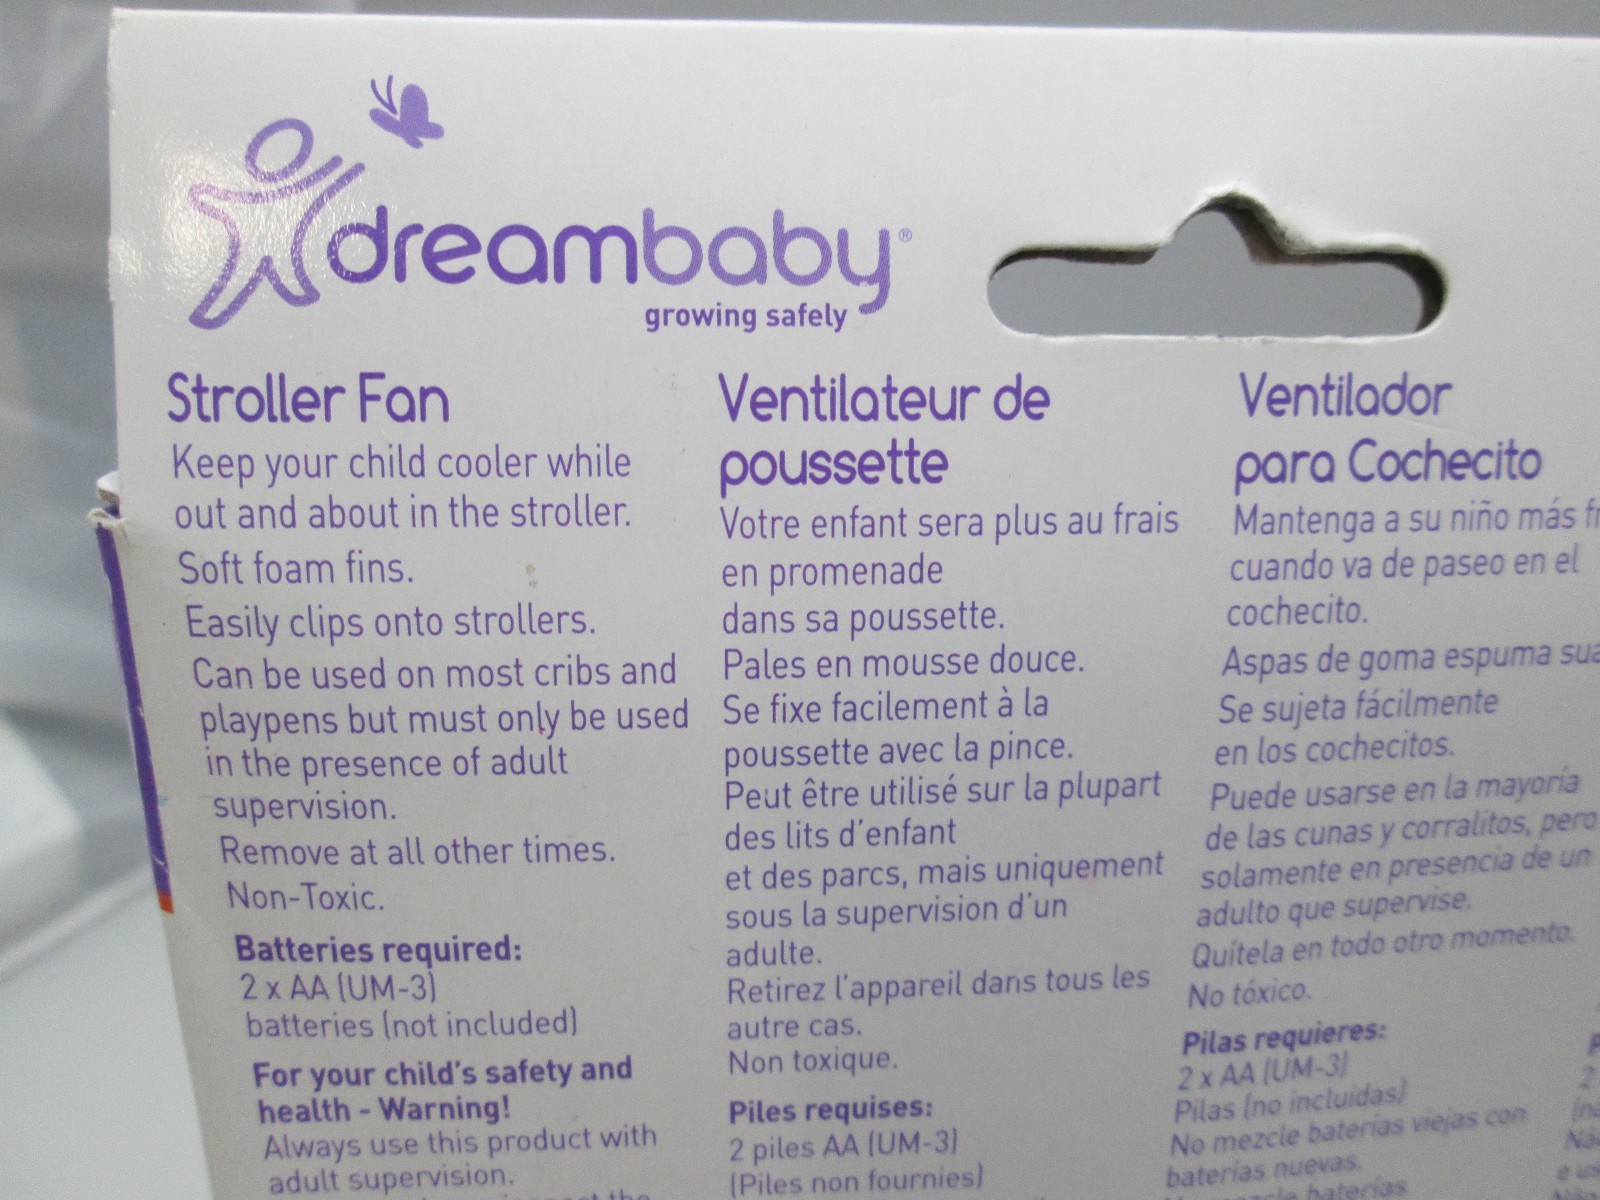 dreambaby®
growing safely
Stroller Fan
Keep your child cooler while
out and about in the stroller.
Soft foam fins.
Easily clips onto strollers.
Can be used on most cribs and
playpens but must only be used
in the presence of adult
supervision.
Remove at all other times.
Non-Toxic.
Batteries required:
2 x AA (UM-3)
batteries (not included)
For your child's safety and
health - Warning!
Always use this product with
adult supervision.
the
Ventilateur de
poussette
Votre enfant sera plus au frais
en promenade
dans sa poussette.
Pales en mousse douce.
Se fixe facilement à la
poussette avec la pince.
Peut être utilisé sur la plupart
des lits d'enfant
et des parcs, mais uniquement
sous la supervision d'un
adulte.
Retirez l'appareil dans tous les
autre cas.
Non toxique.
Piles requises:
2 piles AA (UM-3)
(Piles non fournies)
Ventilador
para Cochecito
Mantenga a su niño más
cuando va de paseo en el
cochecito.
Aspas de goma espuma
Se sujeta fácilmente
en los cochecitos.
Puede usarse en la mayoría
de las cunas y corralitos, pero
solamente en presencia de un
adulto que supervise.
Quítela en todo otro momento.
No tóxico.
Pilas requieres:
2 x AA (UM-3)
Pilas (no incluidas)
No mezcle baterías viejas con
baterías nuevas.
baterías
2